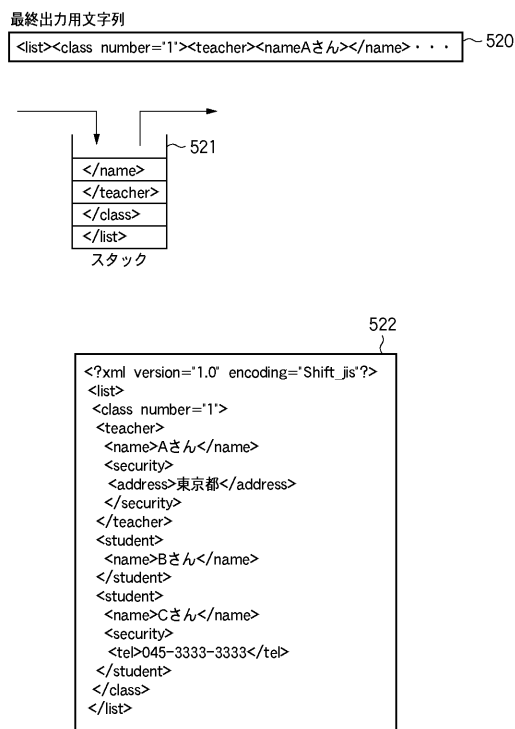 最終出力用文字列
<list><class number="1"><teacher><nameAさん></name>・・・
520
521
</name>
</teacher>
</class>
</list>
スタック
522
<?xml version="1.0" encoding="Shift_jis"?>
<list>
<class number="1">
<teacher>
<name>Aさん</name>
<security>
<address>東京都</address>
</security>
</teacher>
<student>
<name>Bさん</name>
</student>
<student>
<name>Cさん</name>
<security>
<tel>045-3333-3333</tel>
</student>
</class>
</list>